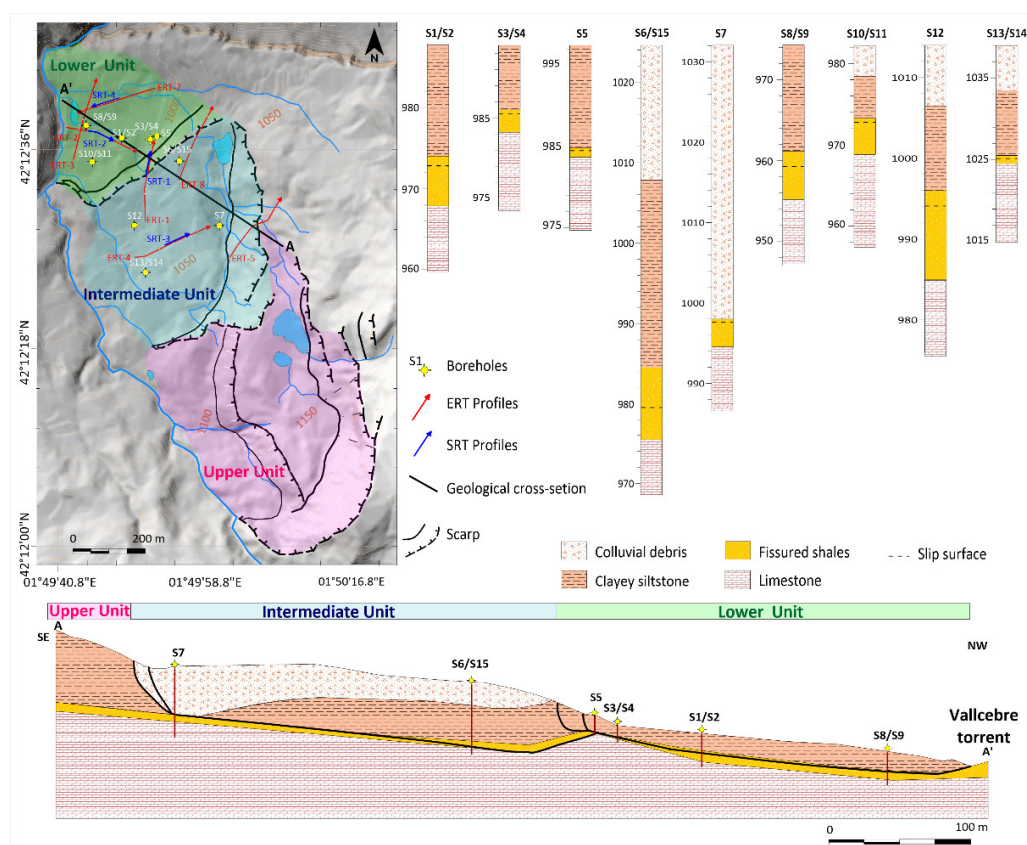 S1/S2
S3/S4
S5
S6/S15
S7
S8/S9
S10/S11
S12
S13/S14
980
970
960
985
975
995
985
975
1020
1010
1000
990
980
970
1030
1020
1010
1000
990
970
960
950
980
970
960
1010
1000
990
980
1035
1025
1015
N
Lower Unit
A'
SRT-4
ERT-7
1000
1050
S8/S9
ERT-2
SRT-2
S1/S2
S3/S4
S5
ERT-3
S10/S11
S15
SRT-1
ERT 8
S12
ERT-1
S7
SRT-3
ERT-4
1050
A
ERT-5
S13/S14
Intermediate Unit
1100
1150
Upper Unit
0 200 m
42°12'36"N
42°12'18"N
42°12'00"N
01°49'40.8"E
01°49'58.8"E
01°50'16.8"E
S1
Boreholes
ERT Profiles
SRT Profiles
Geological cross-setion
Scarp
Colluvial debris
Fissured shales
Slip surface
Clayey siltstone
Limestone
Upper Unit
Intermediate Unit
Lower Unit
A
SE
NW
S7
S6/S15
S5
S3/S4
S1/S2
S8/S9
Vallcebre
torrent
A'
0 100 m